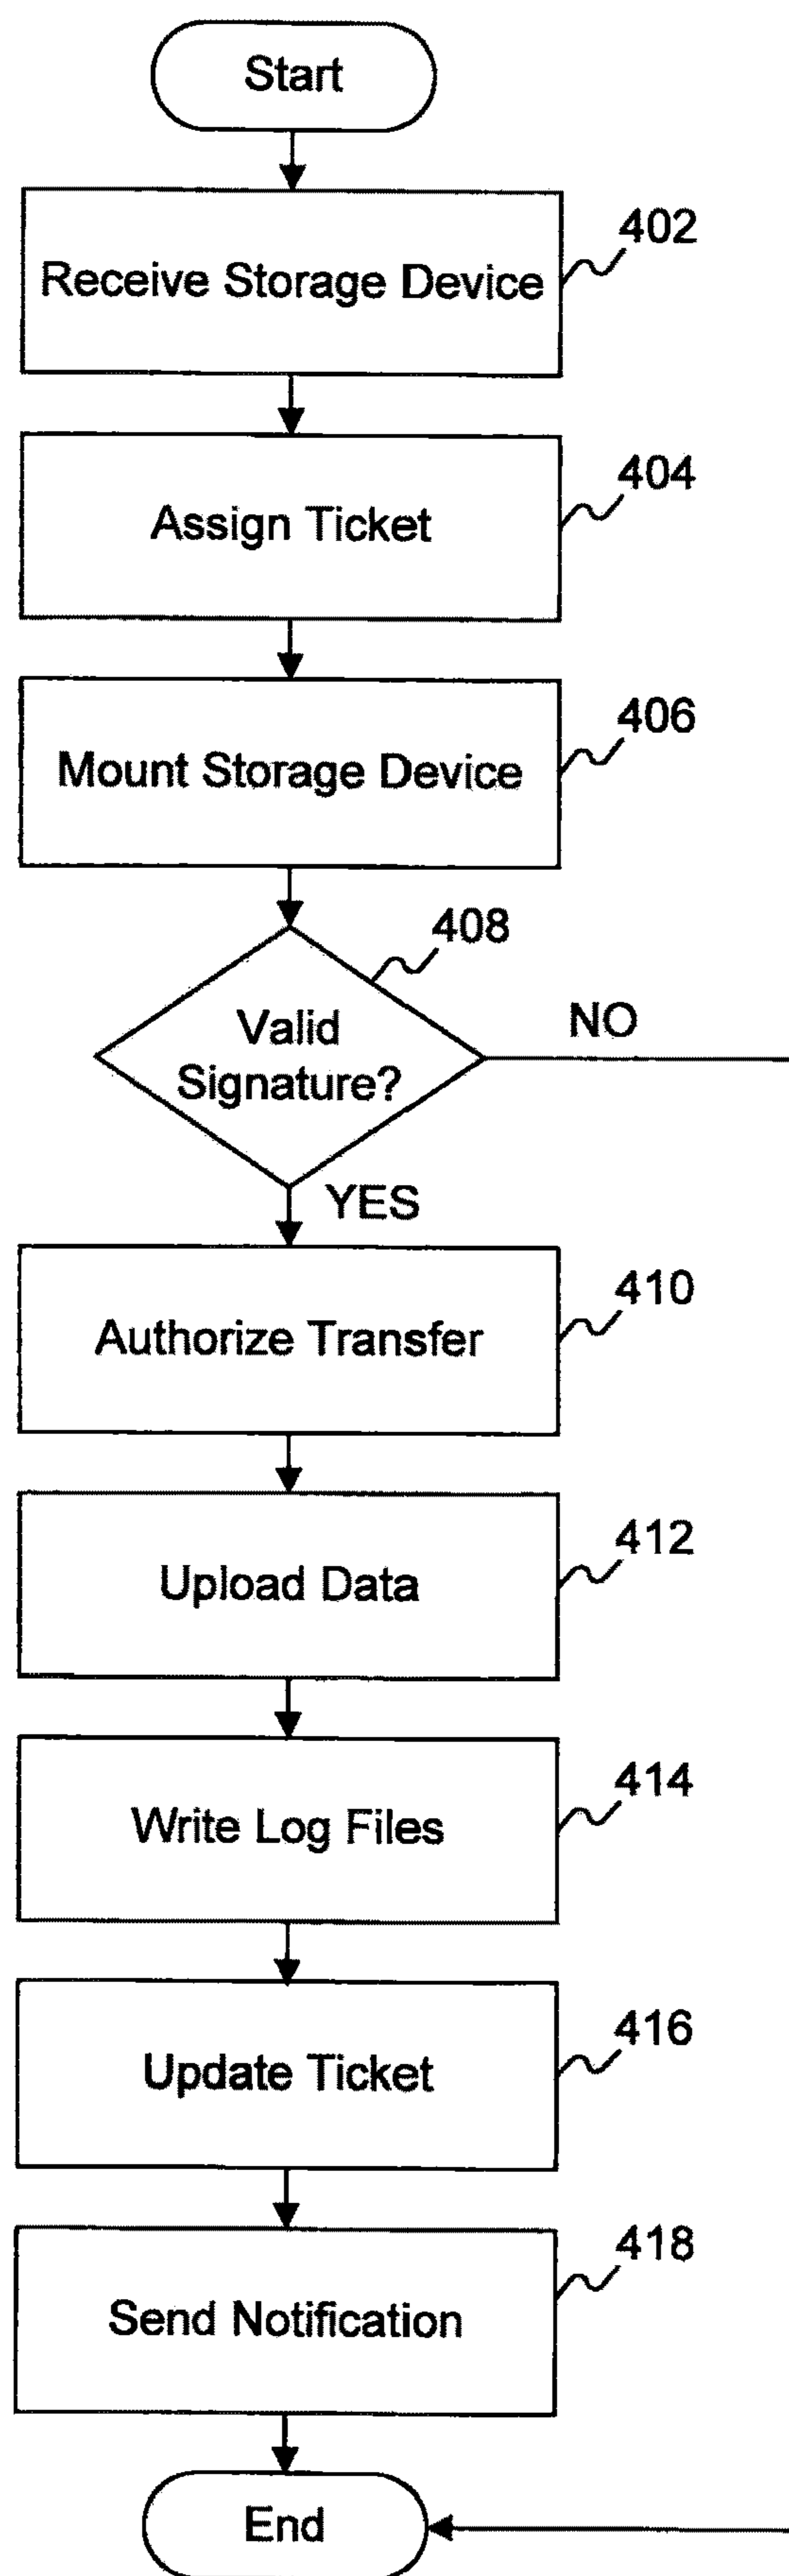 Start
402
Receive Storage Device
404
Assign Ticket
406
Mount Storage Device
408
Valid
Signature?
NO
YES
410
Authorize Transfer
412
Upload Data
414
Write Log Files
416
Update Ticket
418
Send Notification
End